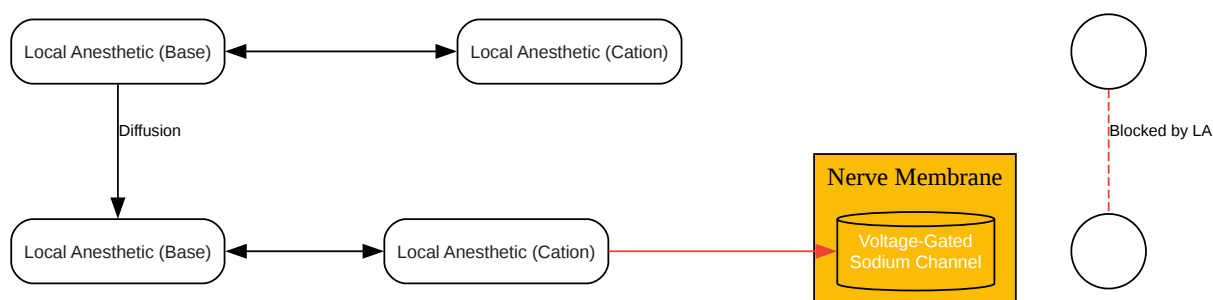 Local Anesthetic (Base)
Local Anesthetic (Cation)
Diffusion
Blocked by LA
Nerve Membrane
Local Anesthetic (Base)
Local Anesthetic (Cation)
Voltage-Gated
Sodium Channel